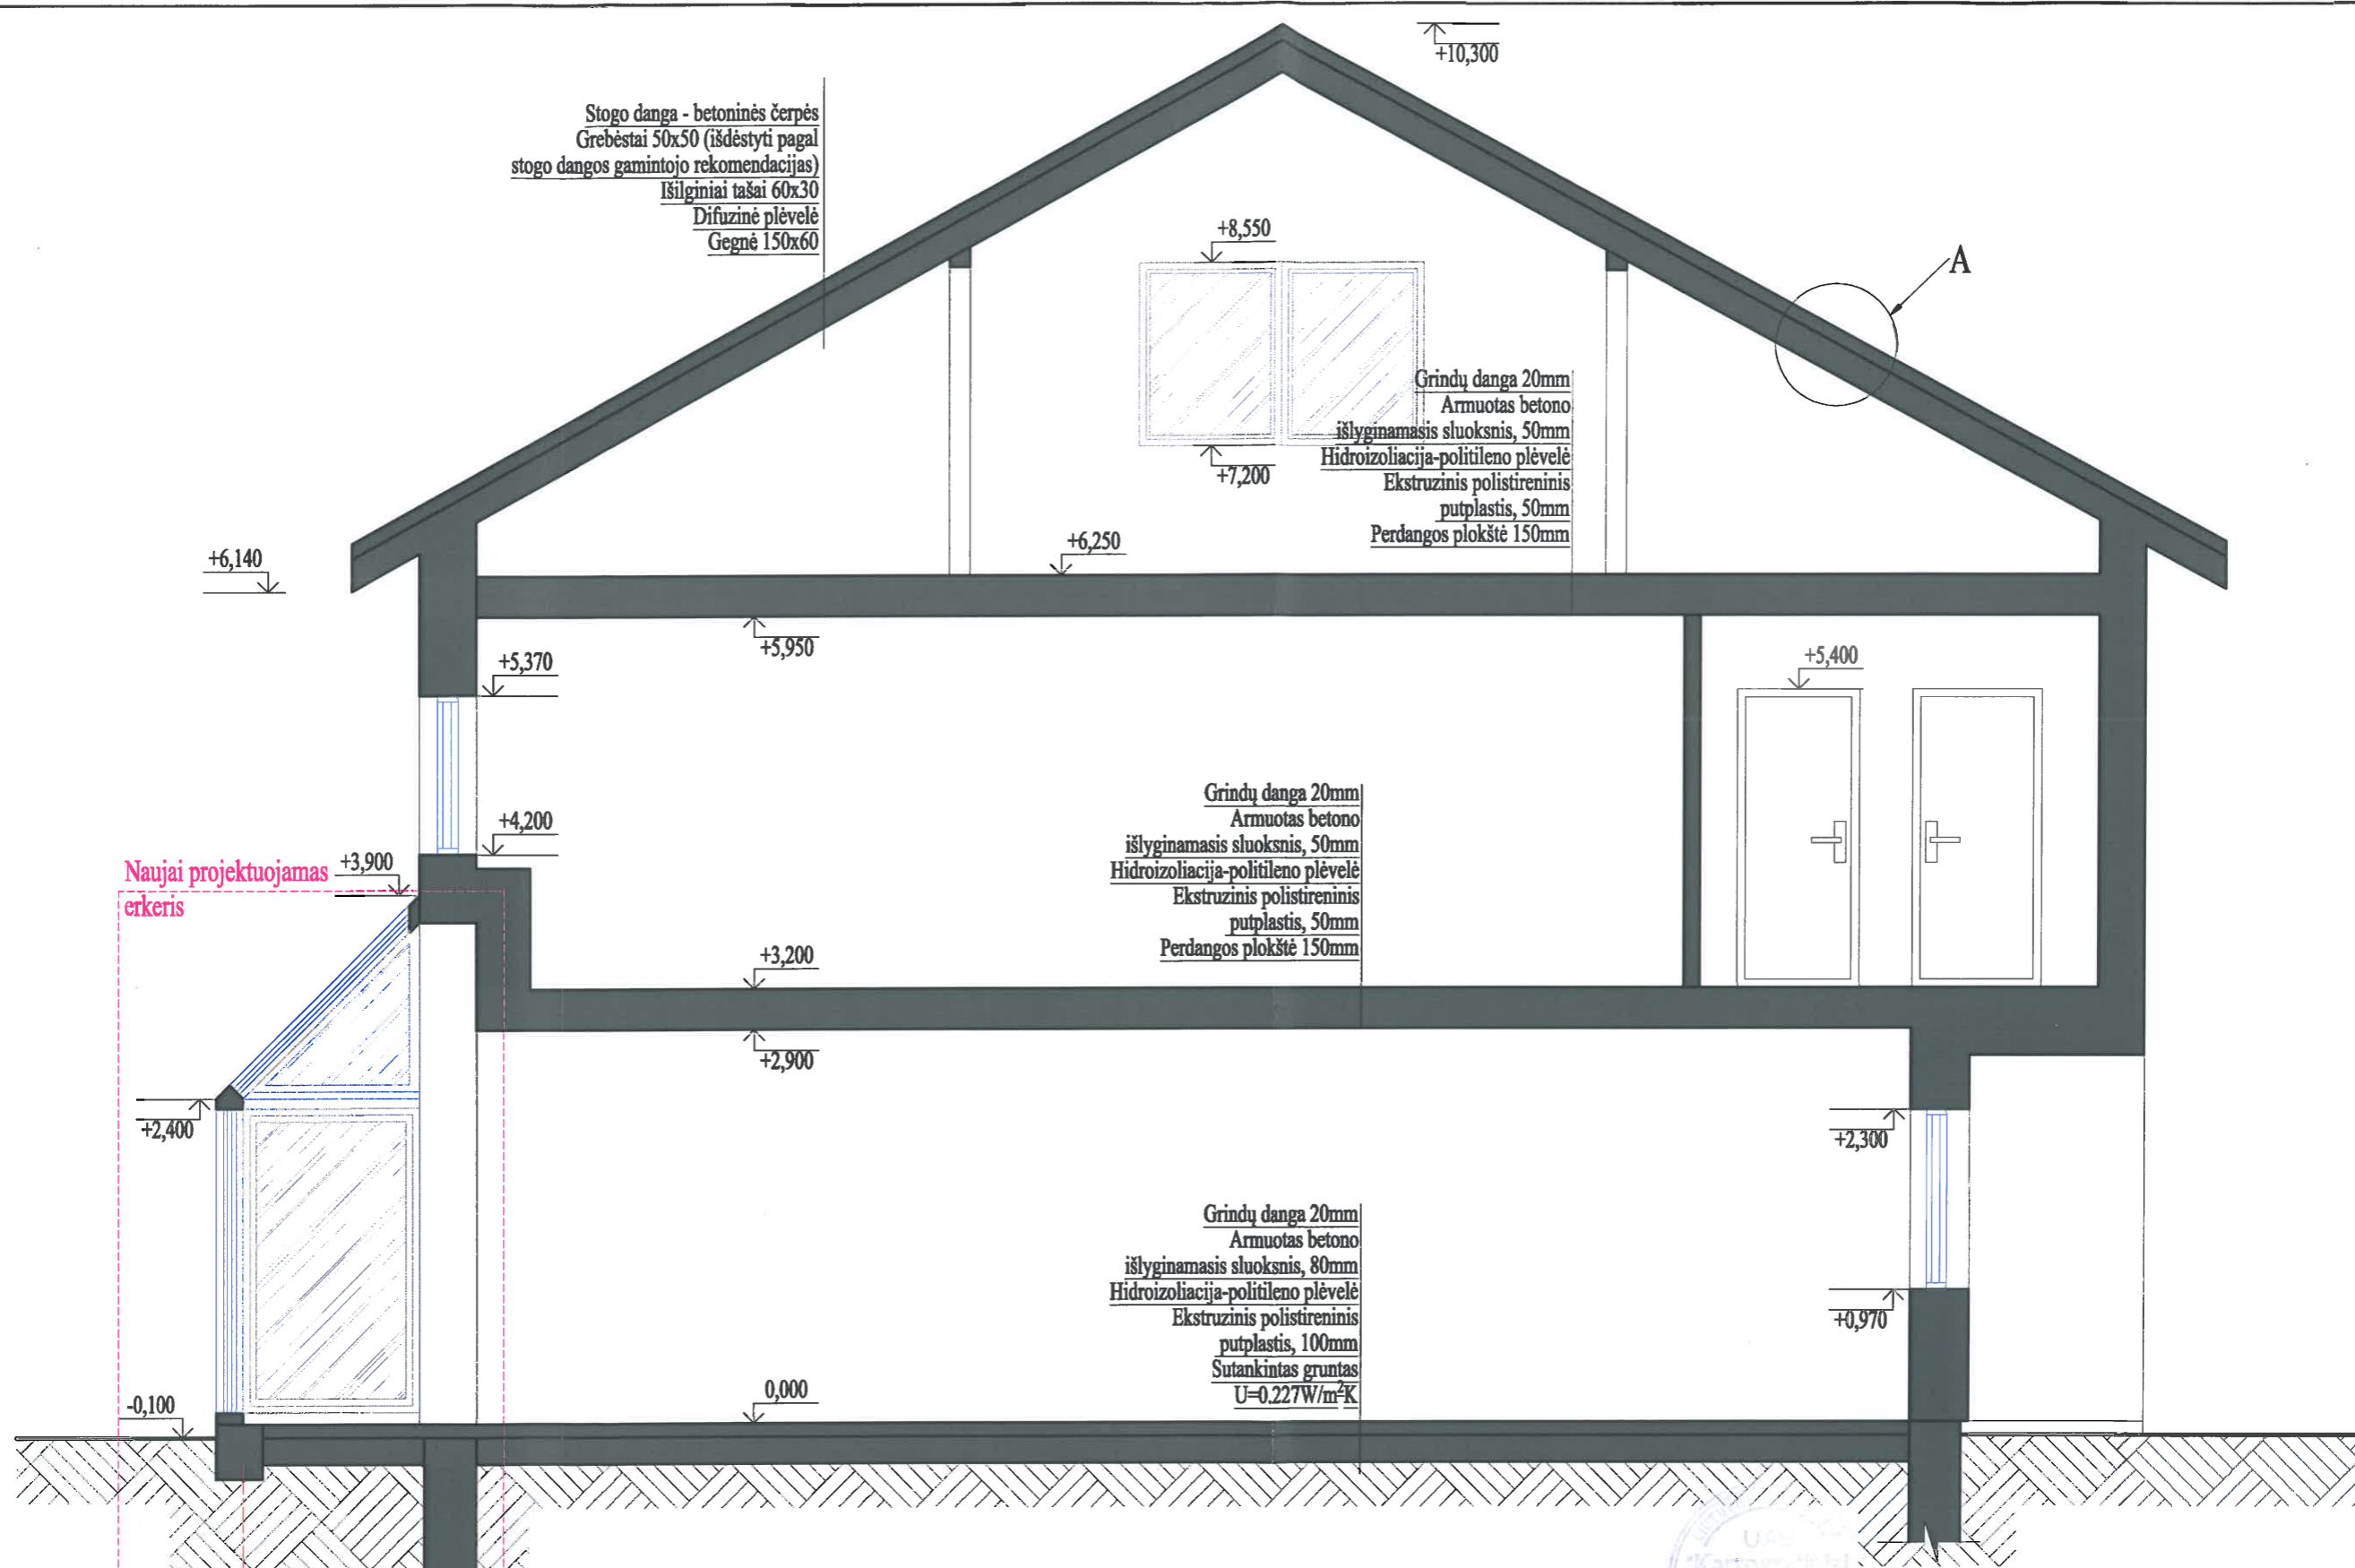 +10,300
Stogo danga - betoninės čerpės
Grebėstai 50x50 (išdėstyti pagal
stogo dangos gamintojo rekomendacijas)
Išilginiai tašai 60x30
Difuzinė plėvelė
Gegnė 150x60
+8,550
A
Grindų danga 20mm
Armuotas betono
išlyginamasis sluoksnis, 50mm
Hidroizoliacija-politileno plėvelė
Ekstruzinis polistireninis
putplastis, 50mm
Perdangos plokštė 150mm
+7,200
+6,250
+6,140
+5,950
+5,370
+5,400
+4,200
Grindų danga 20mm
Armuotas betono
išlyginamasis sluoksnis, 50mm
Hidroizoliacija-politileno plėvelė
Ekstruzinis polistireninis
putplastis, 50mm
Perdangos plokštė 150mm
Naujai projektuojamas
erkeris
+3,900
+3,200
+2,900
+2,400
+2,300
Grindų danga 20mm
Armuotas betono
išlyginamasis sluoksnis, 80mm
Hidroizoliacija-politileno plėvelė
Ekstruzinis polistireninis
putplastis, 100mm
Sutankintas gruntas
U=0.227W/m²K
+0,970
0,000
-0,100